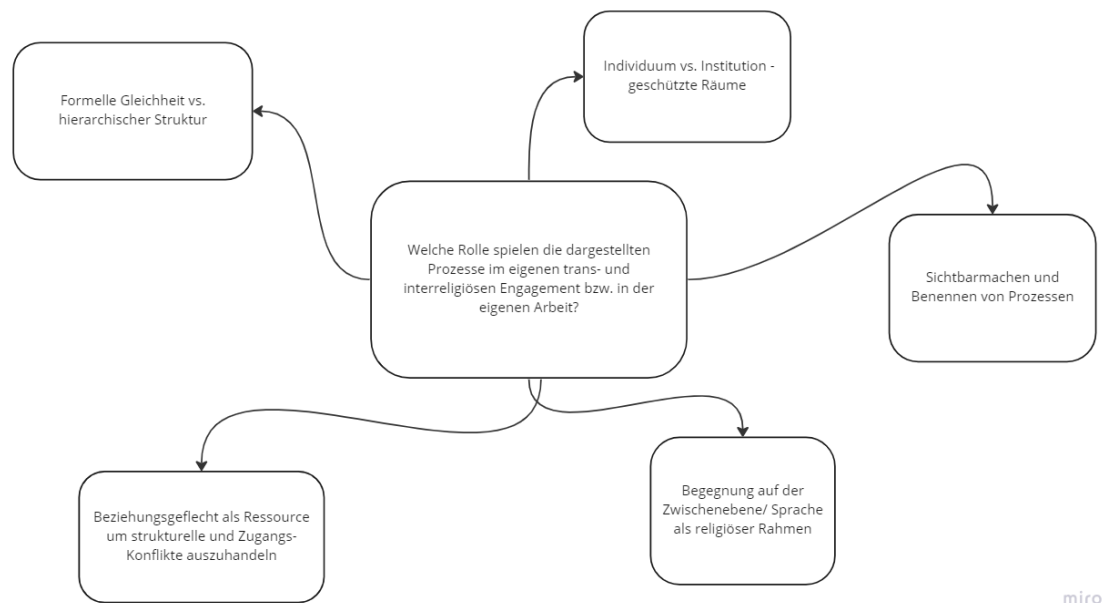 Individuum vs. Institution -
geschützte Räume
Formelle Gleichheit vs.
hierarchischer Struktur
Welche Rolle spielen die dargestellten
Prozesse im eigenen trans- und
interreligiösen Engagement bzw. in der
eigenen Arbeit?
Sichtbarmachen und
Benennen von Prozessen
Beziehungsgeflecht als Ressource
um strukturelle und Zugangs-
Konflikte auszuhandeln
Begegnung auf der
Zwischenebene/ Sprache
als religiöser Rahmen
miro